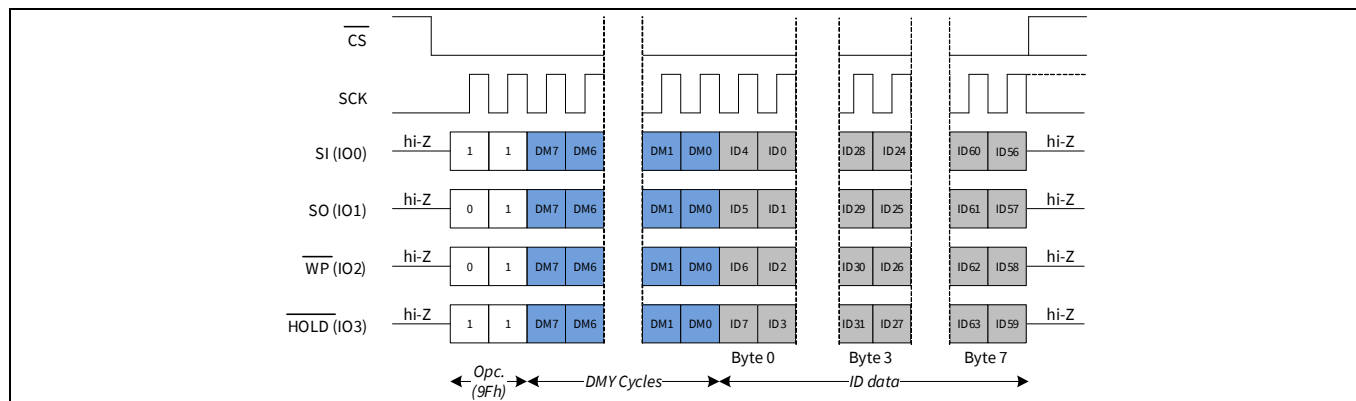 CS
SCK
SI (IO0) hi-Z 1 1 DM7 DM6 DM1 DM0 ID4 ID0 ID28 ID24 ID60 ID56 hi-Z
SO (IO1) hi-Z 0 1 DM7 DM6 DM1 DM0 ID5 ID1 ID29 ID25 ID61 ID57 hi-Z
WP (IO2) hi-Z 0 1 DM7 DM6 DM1 DM0 ID6 ID2 ID30 ID26 ID62 ID58 hi-Z
HOLD (IO3) hi-Z 1 1 DM7 DM6 DM1 DM0 ID7 ID3 ID31 ID27 ID63 ID59 hi-Z
Byte 0 Byte 3 Byte 7
Opc. DMY Cycles ID data
(9Fh)